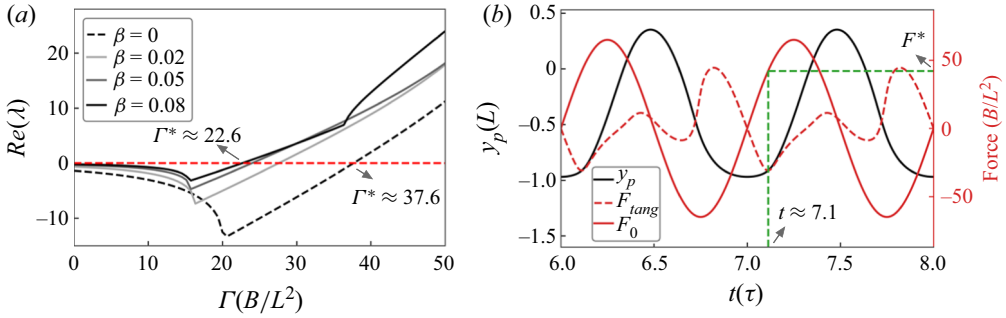 (a)
20
10
0
−10
Re(λ)
β = 0
β = 0.02
β = 0.05
β = 0.08
Γ* ≈ 22.6
Γ* ≈ 37.6
0 10 20 30 40 50
Γ(B/L²)
(b)
0.5
0
−0.5
−1.0
−1.5
y_p(L)
y_p
F_tang
F_0
t ≈ 7.1
F*
50
0
−50
Force (B/L²)
6.0 6.5 7.0 7.5 8.0
t(τ)